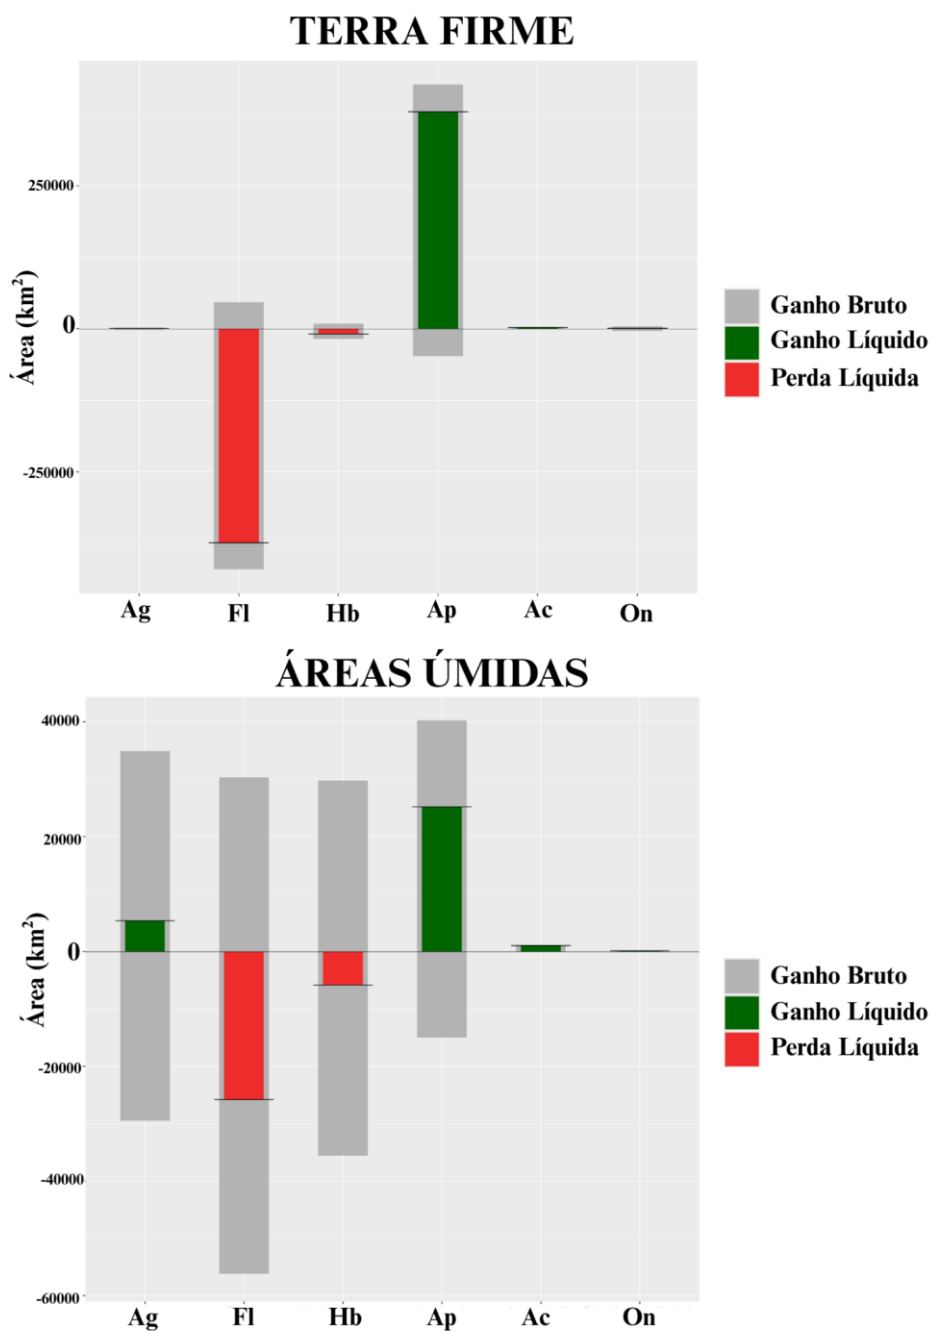 TERRA FIRME
Área (km²)
250000
0
-250000
Ag Fl Hb Ap Ac On
Ganho Bruto
Ganho Líquido
Perda Líquida
ÁREAS ÚMIDAS
Área (km²)
40000
20000
0
-20000
-40000
-60000
Ag Fl Hb Ap Ac On
Ganho Bruto
Ganho Líquido
Perda Líquida